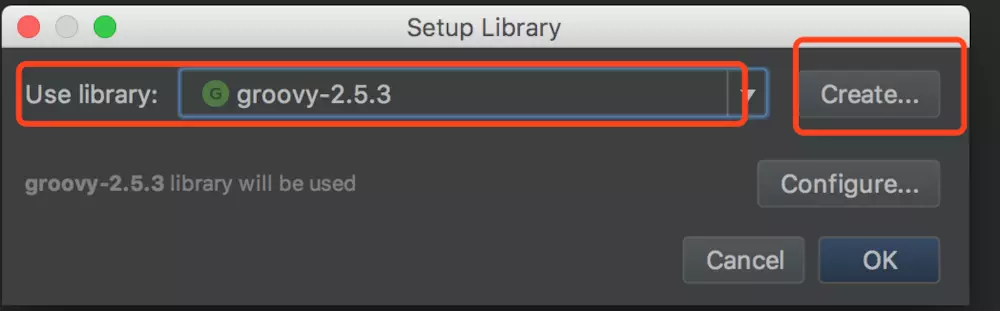 Setup Library
Use library: G groovy-2.5.3 Create...
groovy-2.5.3 library will be used Configure...
Cancel OK